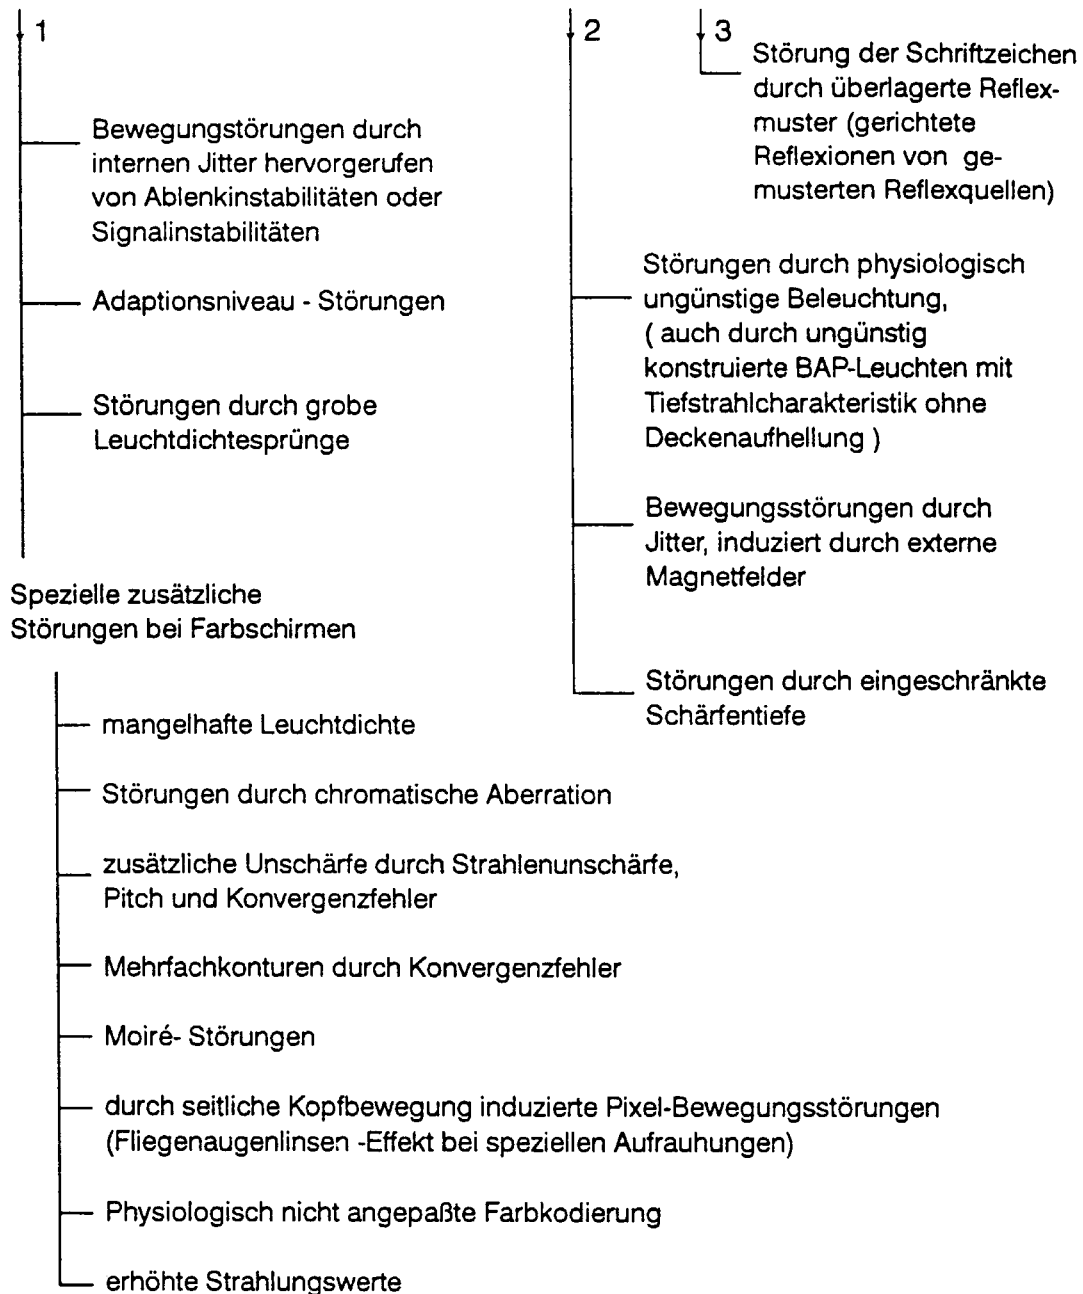 1
Bewegungstörungen durch
internen Jitter hervorgerufen
von Ablenkinstabilitäten oder
Signalinstabilitäten
Adaptionsniveau - Störungen
Störungen durch grobe
Leuchtdichtesprünge
Spezielle zusätzliche
Störungen bei Farbschirmen
mangelhafte Leuchtdichte
Störungen durch chromatische Aberration
zusätzliche Unschärfe durch Strahlenunschärfe,
Pitch und Konvergenzfehler
Mehrfachkonturen durch Konvergenzfehler
Moiré- Störungen
durch seitliche Kopfbewegung induzierte Pixel-Bewegungsstörungen
(Fliegenaugenlinsen -Effekt bei speziellen Aufrauhungen)
Physiologisch nicht angepaßte Farbkodierung
erhöhte Strahlungswerte
2
3
Störung der Schriftzeichen
durch überlagerte Reflex-
muster (gerichtete
Reflexionen von ge-
musterten Reflexquellen)
Störungen durch physiologisch
ungünstige Beleuchtung,
( auch durch ungünstig
konstruierte BAP-Leuchten mit
Tiefstrahlcharakteristik ohne
Deckenaufhellung )
Bewegungsstörungen durch
Jitter, induziert durch externe
Magnetfelder
Störungen durch eingeschränkte
Schärfentiefe